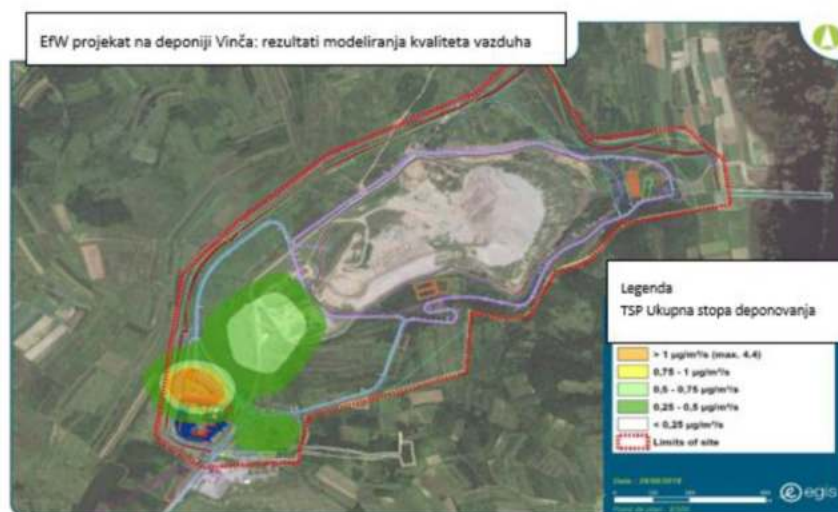 EfW projekat na deponiji Vinča: rezultati modeliranja kvaliteta vazduha
Legenda
TSP Ukupna stopa deponovanja
> 1 µg/m²/s (max. 4.4)
0,75 - 1 µg/m²/s
0,5 - 0,75 µg/m²/s
0,25 - 0,5 µg/m²/s
< 0,25 µg/m²/s
Limits of site
egis